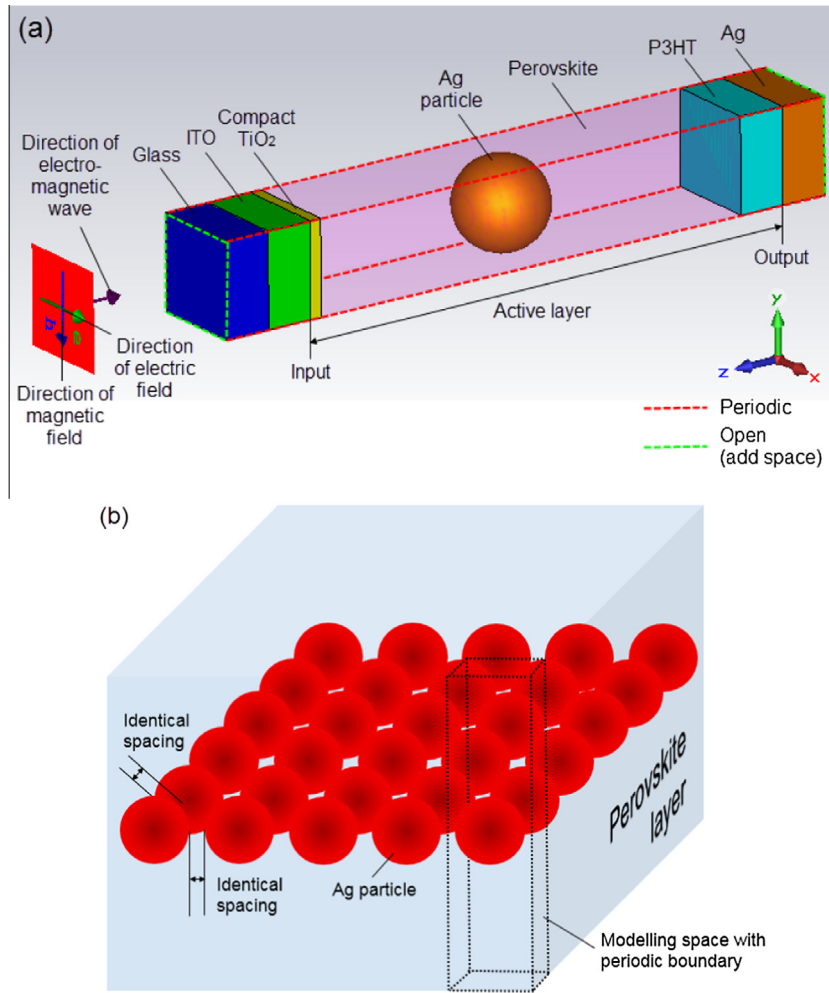 (a)
Direction of
electro-
magnetic
wave
Glass
ITO
Compact
TiO₂
Ag
particle
Perovskite
P3HT
Ag
Output
Active layer
Input
Direction
of electric
field
Direction of
magnetic
field
y
z
x
Periodic
Open
(add space)
(b)
Identical
spacing
Identical
spacing
Ag particle
Perovskite
layer
Modelling space with
periodic boundary